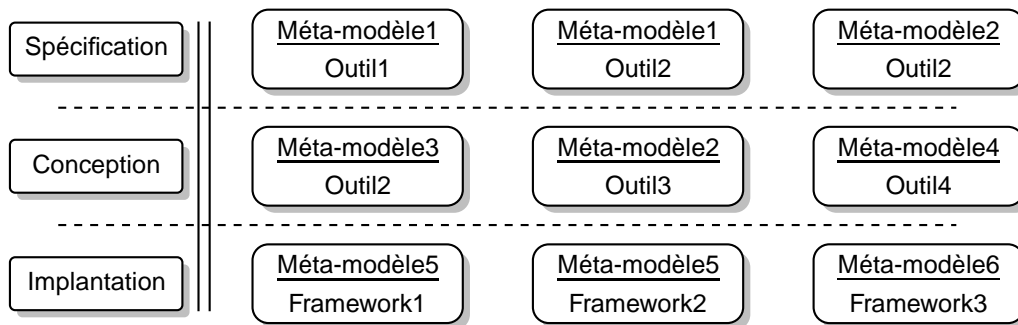 Spécification
Méta-modèle1
Outil1
Méta-modèle1
Outil2
Méta-modèle2
Outil2
Conception
Méta-modèle3
Outil2
Méta-modèle2
Outil3
Méta-modèle4
Outil4
Implantation
Méta-modèle5
Framework1
Méta-modèle5
Framework2
Méta-modèle6
Framework3